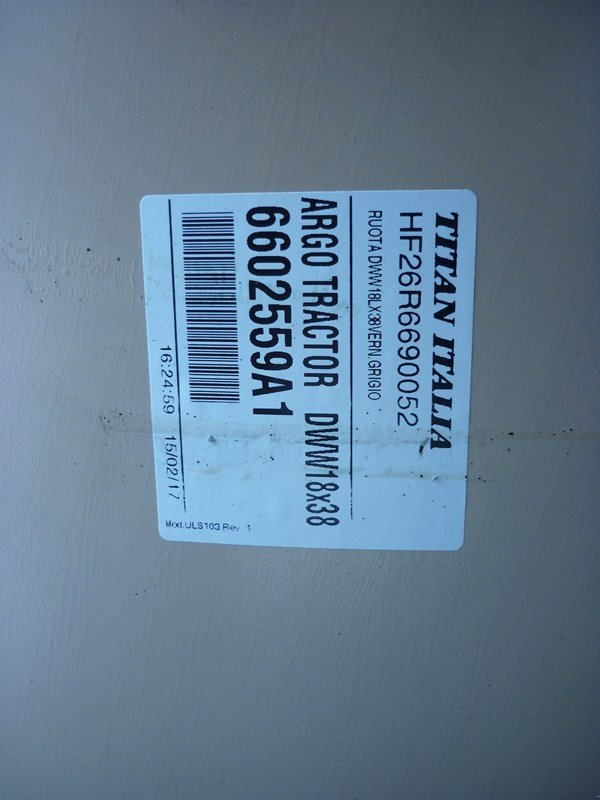 TITAN ITALIA
HF26R6690052
RUOTA DWW18LX38VERN.GRIGIO
ARGO TRACTOR DWW18x38
6602559A1
16:24:59 15/02/17
Mod.ULS103 Rev. 1